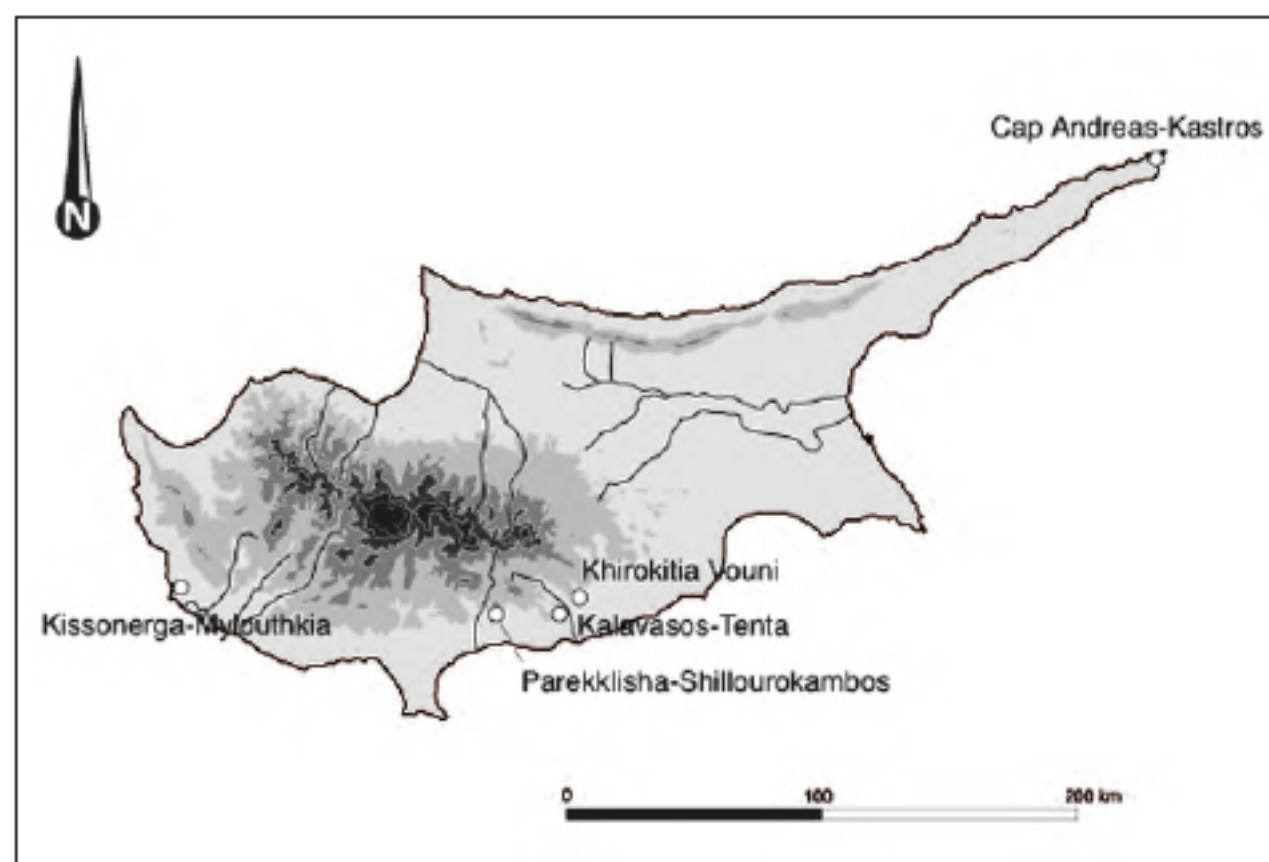 Cap Andreas-Kastros
N
Khirokitia Vouni
Kissonerga-Mylouthkia
Kalavasos-Tenta
Parekklisha-Shillourokambos
0 100 200 km